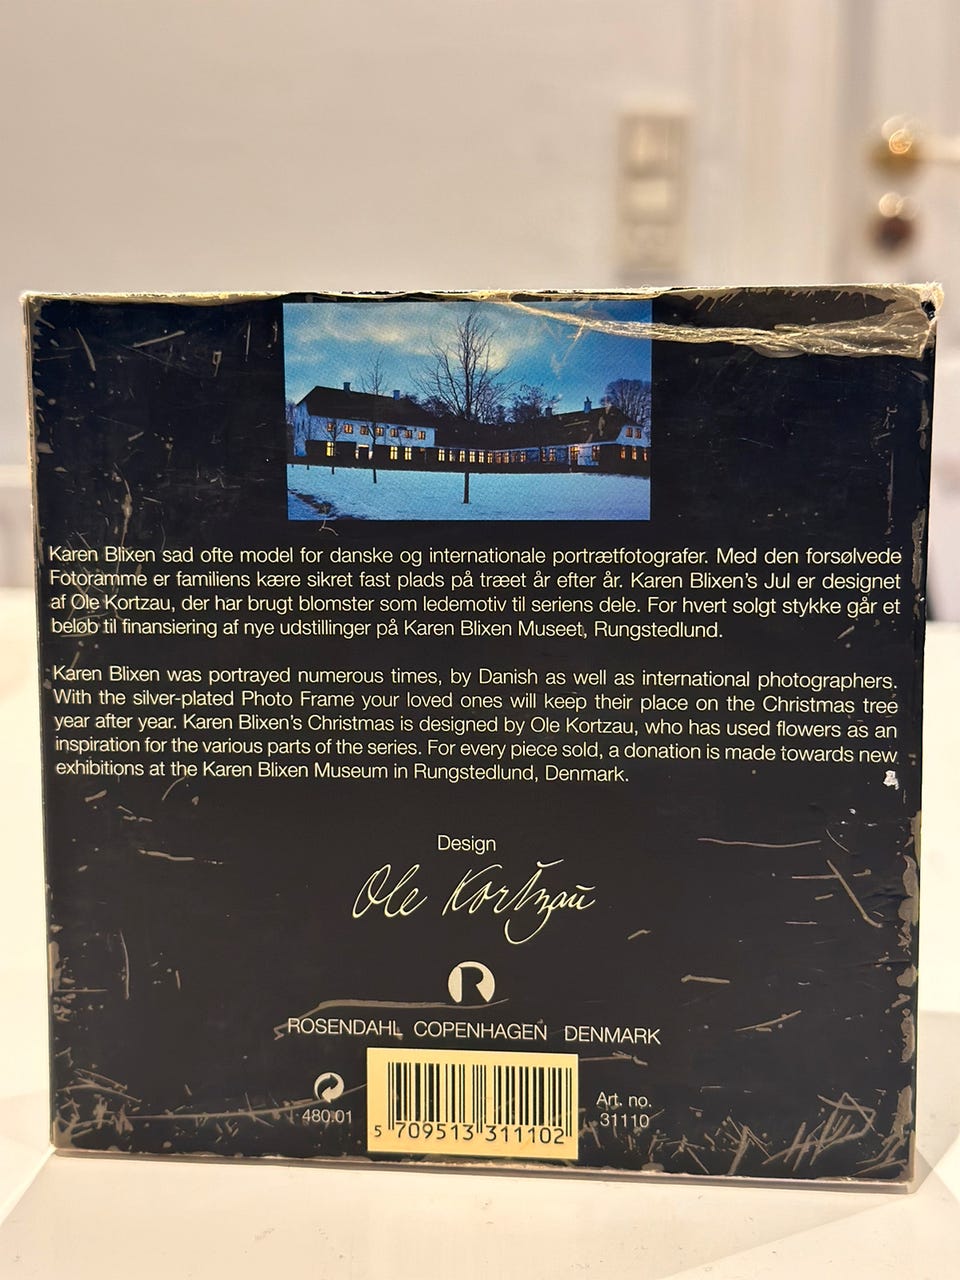 Karen Blixen sad ofte model for danske og internationale portrætfotografer. Med den forsølvede
Fotoramme er familiens kære sikret fast plads på træet år efter år. Karen Blixen's Jul er designet
af Ole Kortzau, der har brugt blomster som ledemotiv til seriens dele. For hvert solgt stykke går et
beløb til finansiering af nye udstillinger på Karen Blixen Museet, Rungstedlund.
Karen Blixen was portrayed numerous times, by Danish as well as international photographers.
With the silver-plated Photo Frame your loved ones will keep their place on the Christmas tree
year after year. Karen Blixen's Christmas is designed by Ole Kortzau, who has used flowers as an
inspiration for the various parts of the series. For every piece sold, a donation is made towards new
exhibitions at the Karen Blixen Museum in Rungstedlund, Denmark.
Design
Ole Kortzau
R
ROSENDAHL COPENHAGEN DENMARK
480.01
5 709513 311102
Art. no.
31110